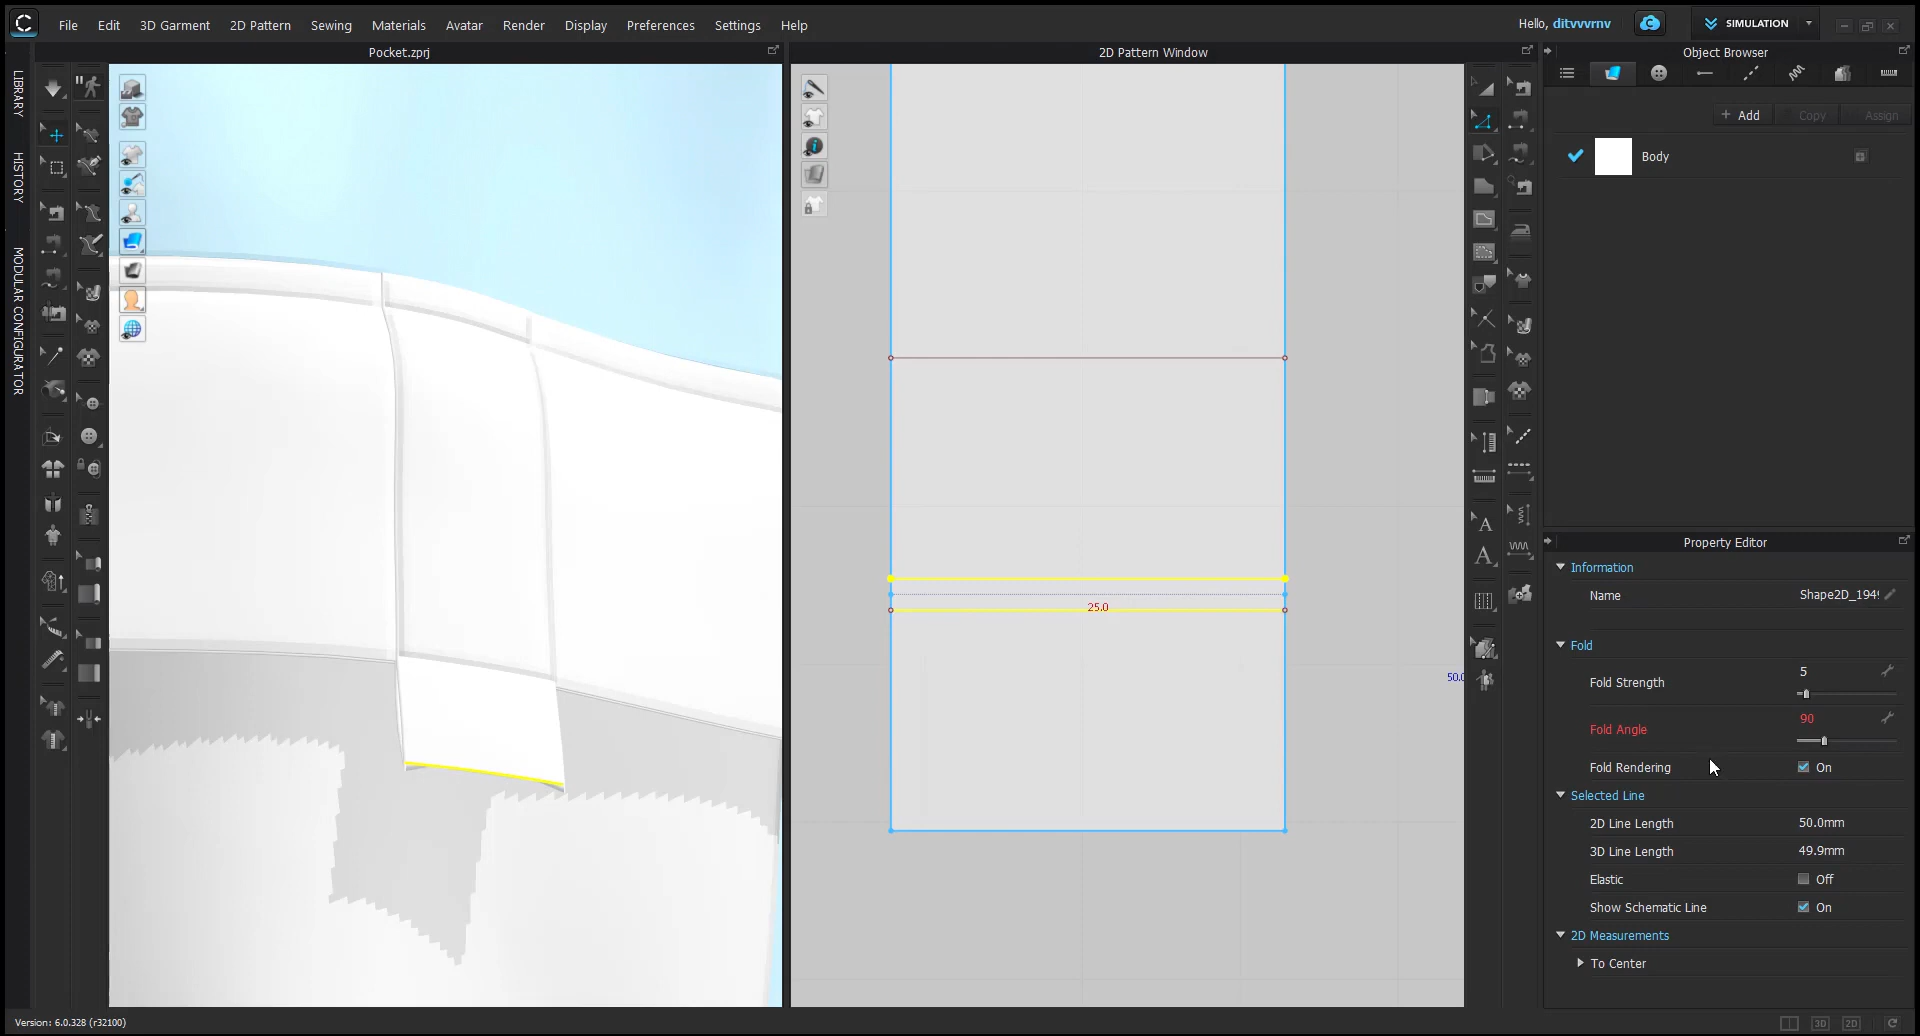 File Edit 3D Garment 2D Pattern Sewing Materials Avatar Render Display Preferences Settings Help
Hello, ditvvvrnv
SIMULATION
Pocket.zprj
2D Pattern Window
Object Browser
LIBRARY
HISTORY
MODULAR CONFIGURATOR
+ Add
Copy
Assign
Body
25.0
50.0
A
A
Property Editor
Information
Name Shape2D_194
Fold
Fold Strength 5
Fold Angle 90
Fold Rendering On
Selected Line
2D Line Length 50.0mm
3D Line Length 49.9mm
Elastic Off
Show Schematic Line On
2D Measurements
To Center
Version: 6.0.328 (r32100)
3D 2D